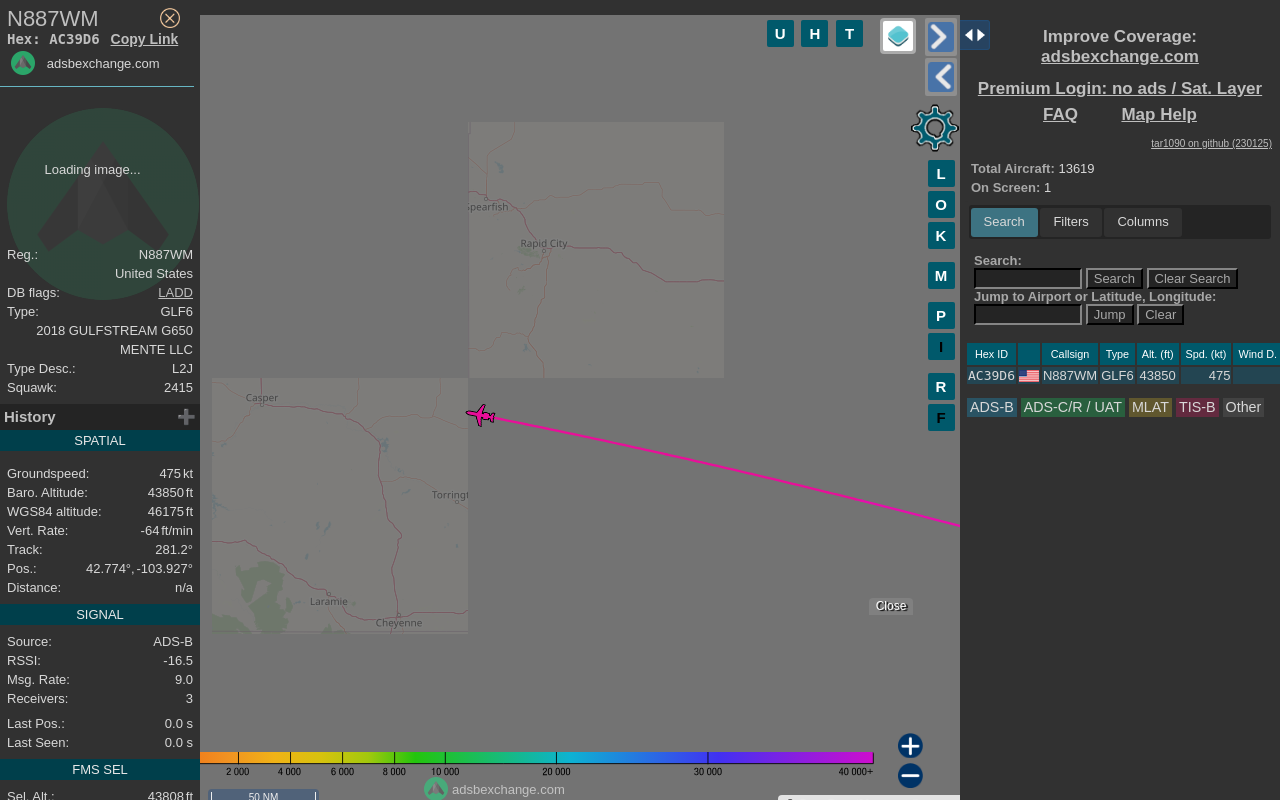 N887WM
Hex: AC39D6 Copy Link
adsbexchange.com
Loading image...
Reg.: N887WM
United States
DB flags: LADD
Type: GLF6
2018 GULFSTREAM G650
MENTE LLC
Type Desc.: L2J
Squawk: 2415
History
SPATIAL
Groundspeed: 475 kt
Baro. Altitude: 43850 ft
WGS84 altitude: 46175 ft
Vert. Rate: -64 ft/min
Track: 281.2°
Pos.: 42.774°, -103.927°
Distance: n/a
SIGNAL
Source: ADS-B
RSSI: -16.5
Msg. Rate: 9.0
Receivers: 3
Last Pos.: 0.0 s
Last Seen: 0.0 s
FMS SEL
Sel. Alt.: 43808 ft
U H T
L
O
K
M
P
I
R
F
Spearfish
Rapid City
Casper
Torringt
Laramie
Cheyenne
Close
2 000 4 000 6 000 8 000 10 000 20 000 30 000 40 000+
50 NM
adsbexchange.com
Improve Coverage:
adsbexchange.com
Premium Login: no ads / Sat. Layer
FAQ Map Help
tar1090 on github (230125)
Total Aircraft: 13619
On Screen: 1
Search Filters Columns
Search:
Search Clear Search
Jump to Airport or Latitude, Longitude:
Jump Clear
Hex ID Callsign Type Alt. (ft) Spd. (kt) Wind D.
AC39D6 N887WM GLF6 43850 475
ADS-B ADS-C/R / UAT MLAT TIS-B Other